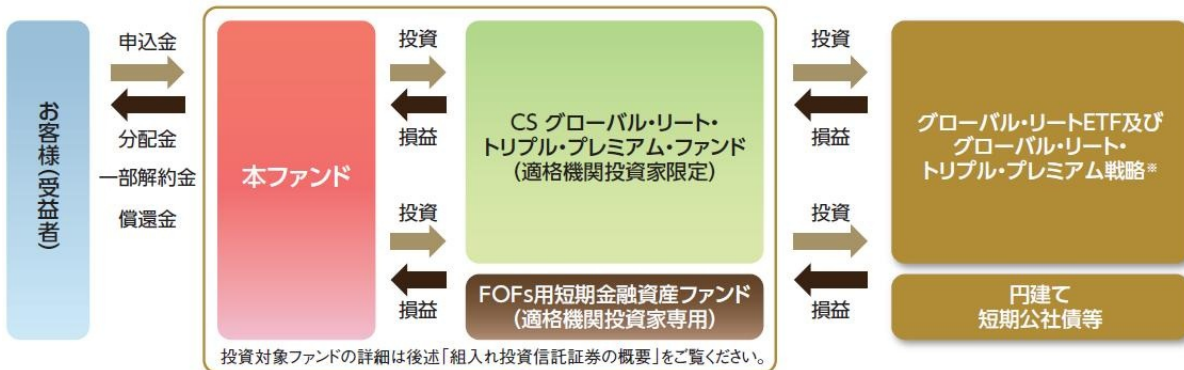 お客様(受益者)
申込金
分配金
一部解約金
償還金
本ファンド
投資
損益
投資
損益
CS グローバル・リート・
トリプル・プレミアム・ファンド
(適格機関投資家限定)
FOFs用短期金融資産ファンド
(適格機関投資家専用)
投資
損益
投資
損益
グローバル・リートETF及び
グローバル・リート・
トリプル・プレミアム戦略※
円建て
短期公社債等
投資対象ファンドの詳細は後述「組入れ投資信託証券の概要」をご覧ください。